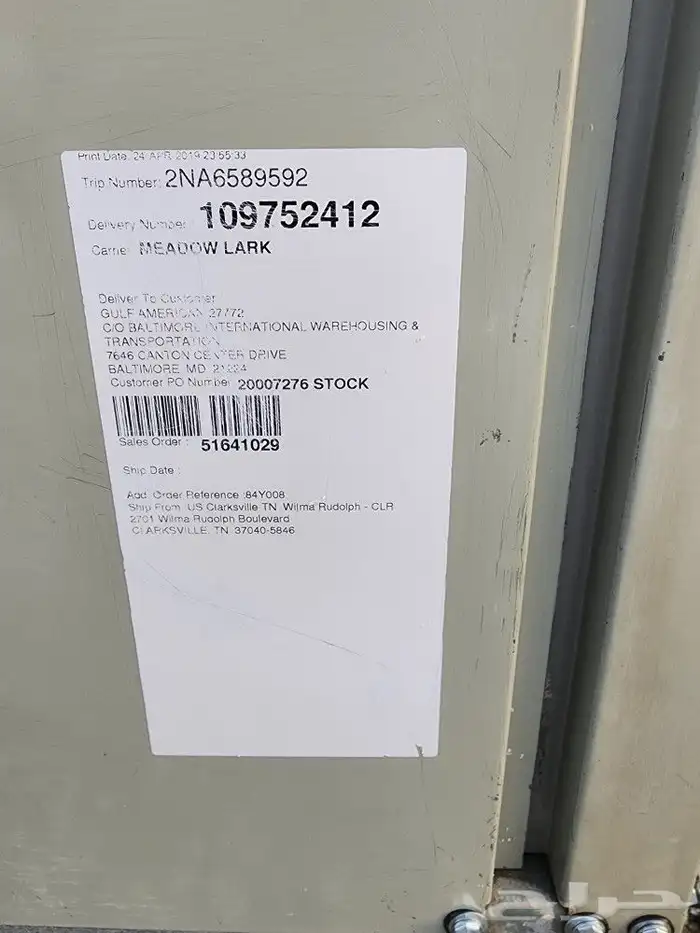 Print Date: 24 APR 2019 23:55:33
Trip Number: 2NA6589592
Delivery Number: 109752412
Carrier MEADOW LARK
Deliver To Customer
GULF AMERICAN 27772
C/O BALTIMORE INTERNATIONAL WAREHOUSING &
TRANSPORTATION
7646 CANTON CENTER DRIVE
BALTIMORE MD 21224
Customer PO Number 20007276 STOCK
Sales Order : 51641029
Ship Date :
Add. Order Reference :84Y008
Ship From US Clarksville TN Wilma Rudolph - CLR
2701 Wilma Rudolph Boulevard
CLARKSVILLE, TN 37040-5846
حراج